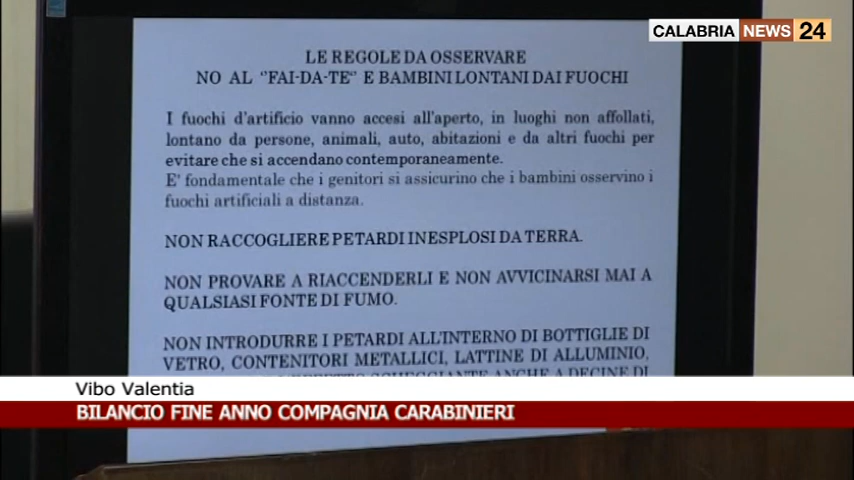 CALABRIA NEWS 24
LE REGOLE DA OSSERVARE
NO AL "FAI-DA-TE" E BAMBINI LONTANI DAI FUOCHI
I fuochi d'artificio vanno accesi all'aperto, in luoghi non affollati,
lontano da persone, animali, auto, abitazioni e da altri fuochi per
evitare che si accendano contemporaneamente.
E' fondamentale che i genitori si assicurino che i bambini osservino i
fuochi artificiali a distanza.
NON RACCOGLIERE PETARDI INESPLOSI DA TERRA.
NON PROVARE A RIACCENDERLI E NON AVVICINARSI MAI A
QUALSIASI FONTE DI FUMO.
NON INTRODURRE I PETARDI ALL'INTERNO DI BOTTIGLIE DI
VETRO, CONTENITORI METALLICI, LATTINE DI ALLUMINIO,
SCHEGGIANTE ANCHE A DECINE DI
Vibo Valentia
BILANCIO FINE ANNO COMPAGNIA CARABINIERI